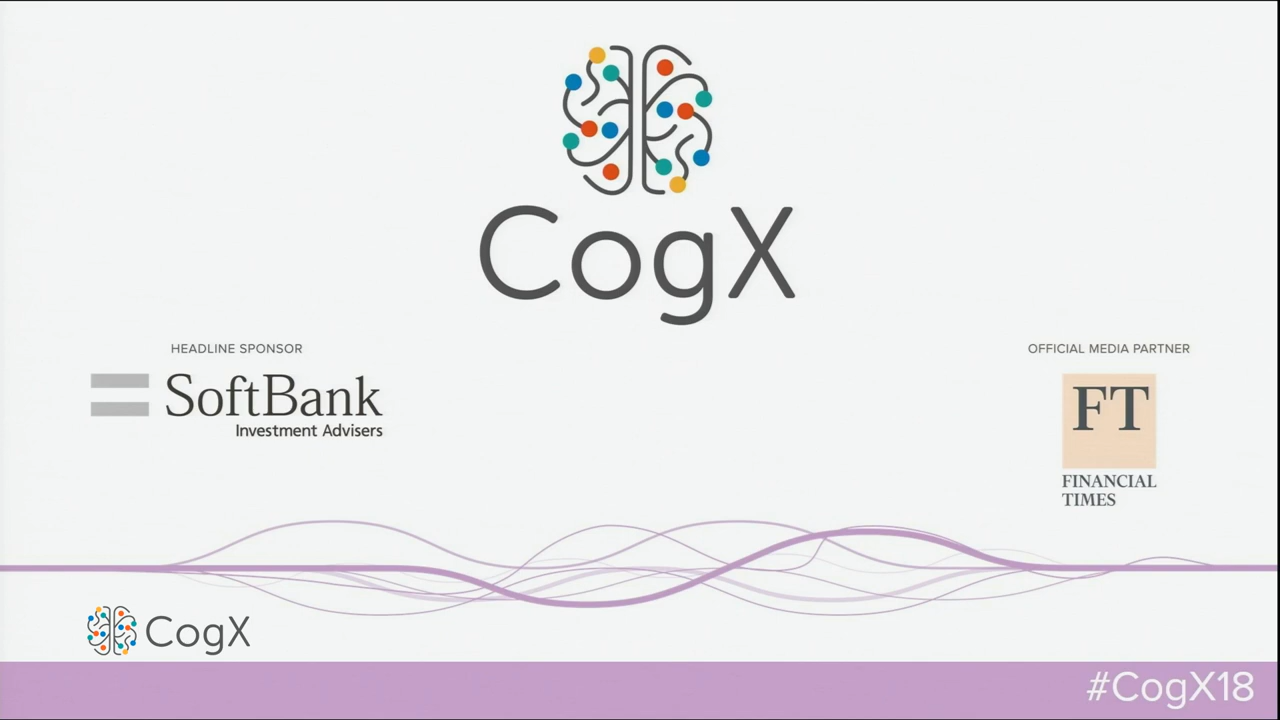 CogX
HEADLINE SPONSOR
SoftBank
Investment Advisers
OFFICIAL MEDIA PARTNER
FT
FINANCIAL
TIMES
CogX
#CogX18